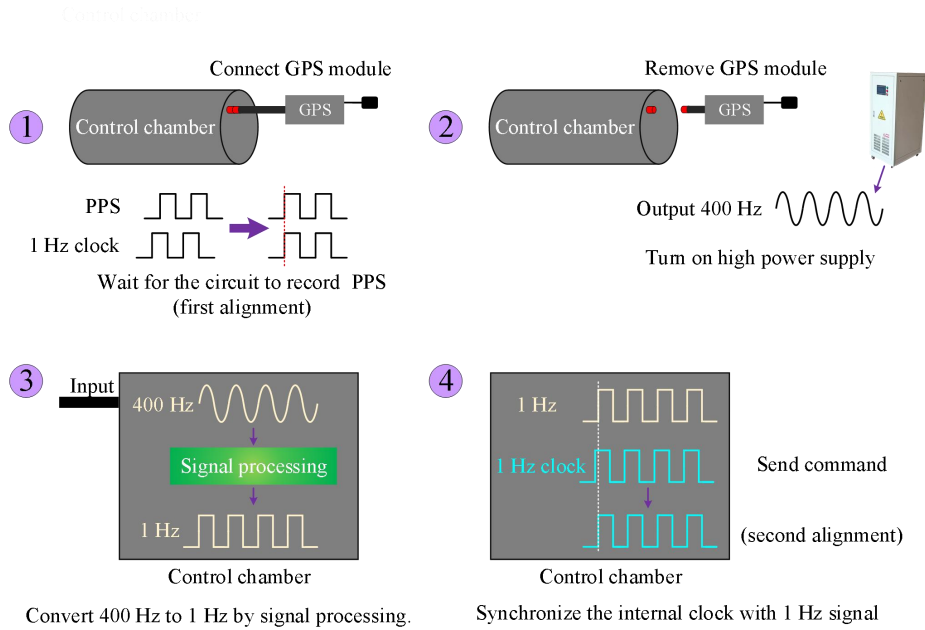 Control chamber
Connect GPS module
GPS
Control chamber
1
PPS
1 Hz clock
Wait for the circuit to record PPS
(first alignment)
Remove GPS module
GPS
Control chamber
2
Output 400 Hz
Turn on high power supply
3
Input
400 Hz
Signal processing
1 Hz
Control chamber
Convert 400 Hz to 1 Hz by signal processing.
4
1 Hz
1 Hz clock
Send command
(second alignment)
Control chamber
Synchronize the internal clock with 1 Hz signal